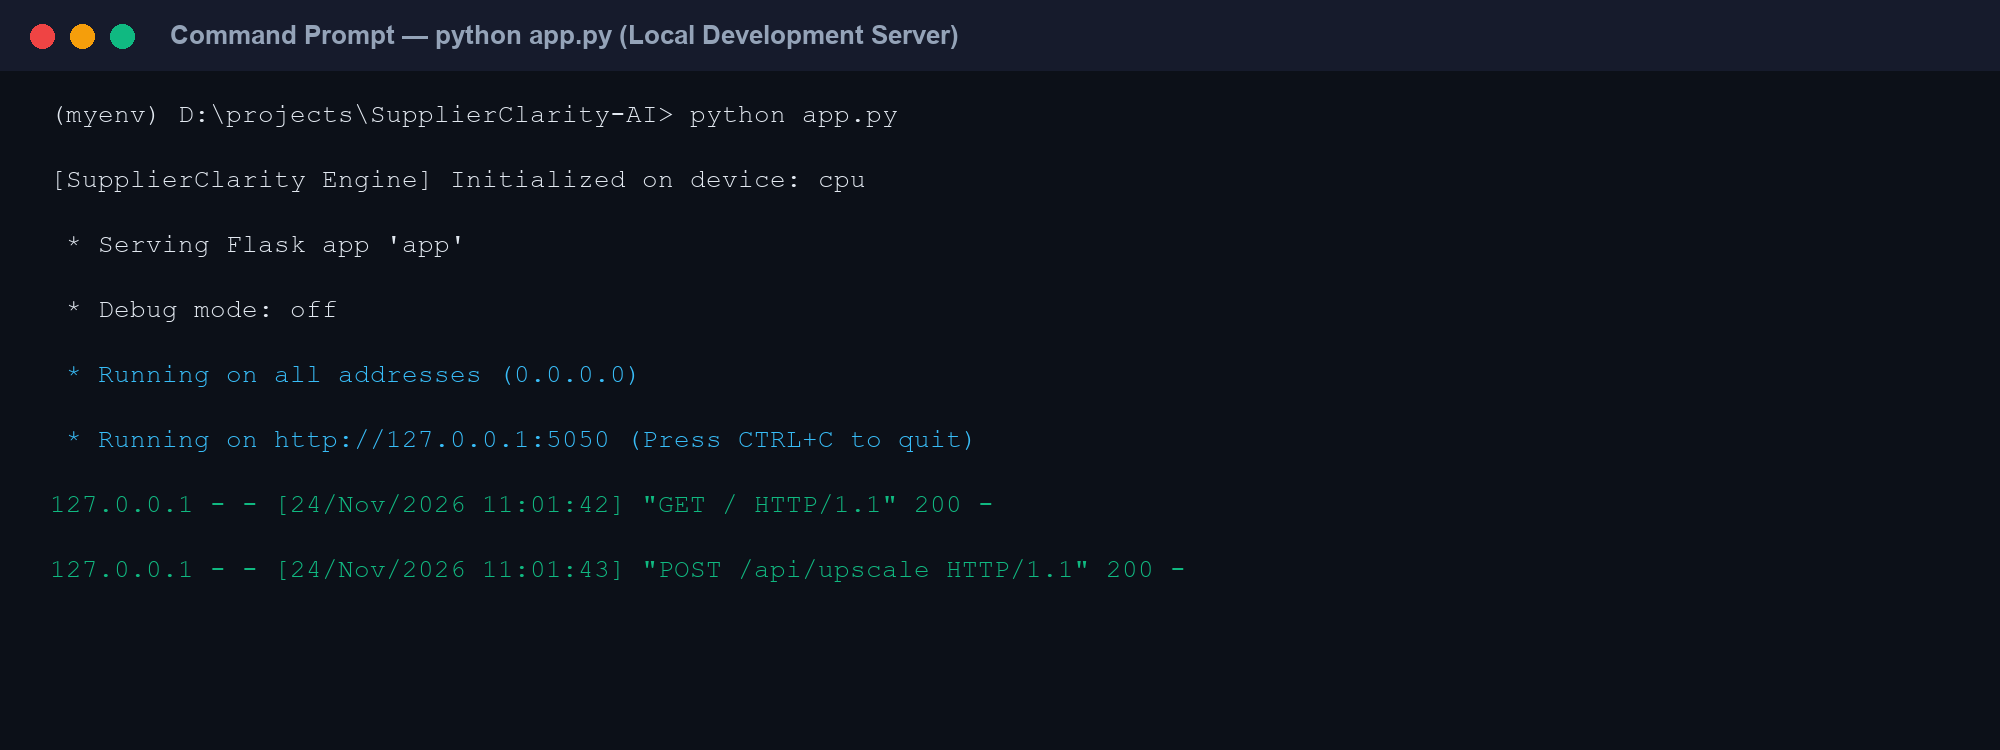 Command Prompt — python app.py (Local Development Server)
(myenv) D:\projects\SupplierClarity-AI> python app.py
[SupplierClarity Engine] Initialized on device: cpu
* Serving Flask app 'app'
* Debug mode: off
* Running on all addresses (0.0.0.0)
* Running on http://127.0.0.1:5050 (Press CTRL+C to quit)
127.0.0.1 - - [24/Nov/2026 11:01:42] "GET / HTTP/1.1" 200 -
127.0.0.1 - - [24/Nov/2026 11:01:43] "POST /api/upscale HTTP/1.1" 200 -